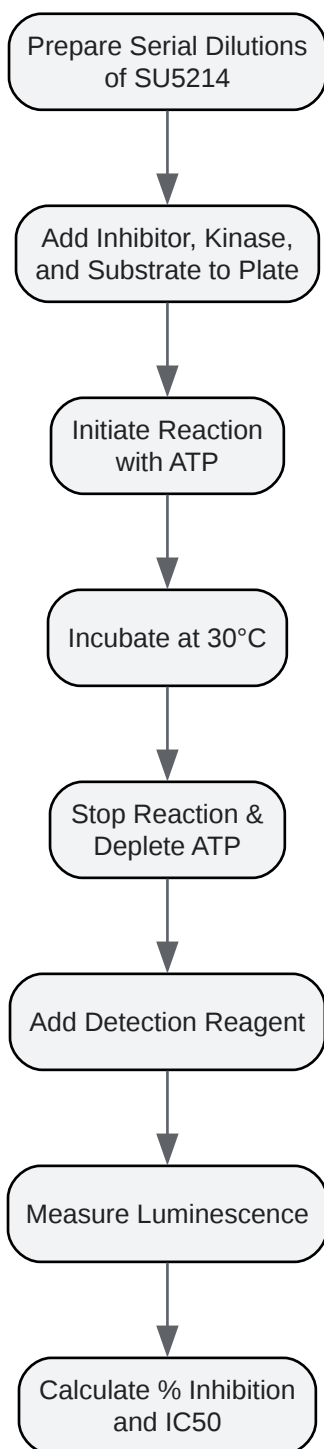 Prepare Serial Dilutions
of SU5214
Add Inhibitor, Kinase,
and Substrate to Plate
Initiate Reaction
with ATP
Incubate at 30°C
Stop Reaction &
Deplete ATP
Add Detection Reagent
Measure Luminescence
Calculate % Inhibition
and IC50